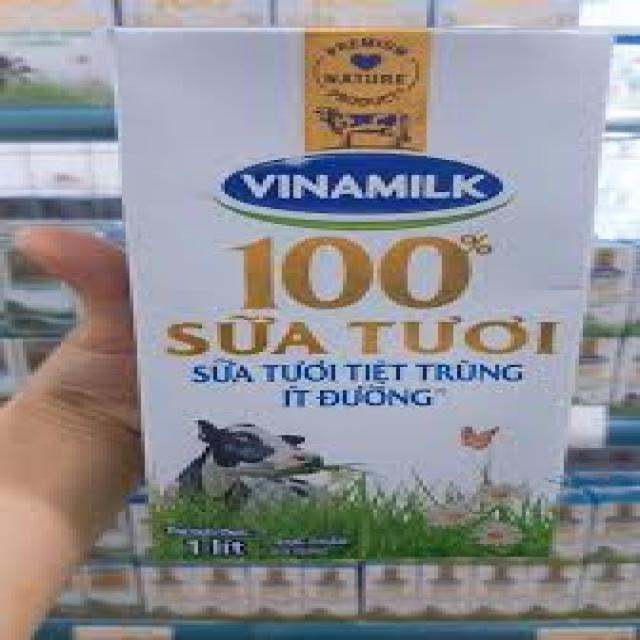 PREMIUM
NATURE
PRODUCT
VINAMILK
100%
SỮA TƯƠI
SỮA TƯƠI TIỆT TRÙNG
ÍT ĐƯỜNG
1 lít